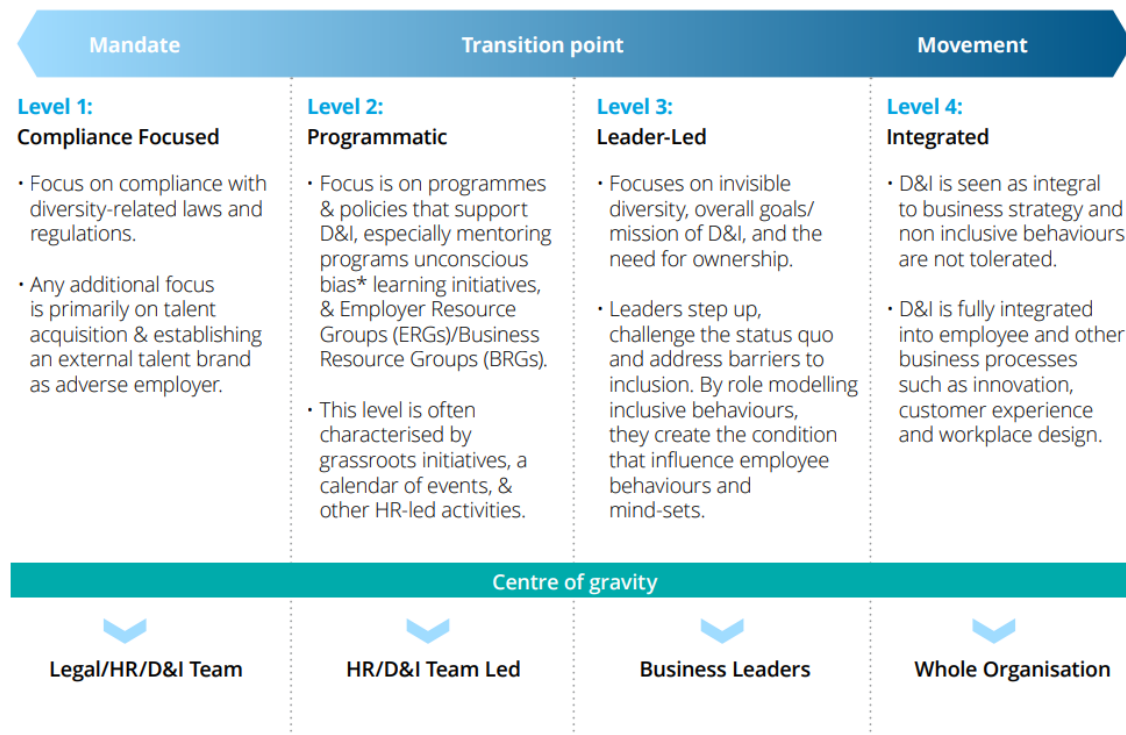 Mandate
Transition point
Movement
Level 1:
Compliance Focused
• Focus on compliance with
diversity-related laws and
regulations.
• Any additional focus
is primarily on talent
acquisition & establishing
an external talent brand
as adverse employer.
Level 2:
Programmatic
• Focus is on programmes
& policies that support
D&I, especially mentoring
programs unconscious
bias* learning initiatives,
& Employer Resource
Groups (ERGs)/Business
Resource Groups (BRGs).
• This level is often
characterised by
grassroots initiatives, a
calendar of events, &
other HR-led activities.
Level 3:
Leader-Led
• Focuses on invisible
diversity, overall goals/
mission of D&I, and the
need for ownership.
• Leaders step up,
challenge the status quo
and address barriers to
inclusion. By role modelling
inclusive behaviours,
they create the condition
that influence employee
behaviours and
mind-sets.
Level 4:
Integrated
• D&I is seen as integral
to business strategy and
non inclusive behaviours
are not tolerated.
• D&I is fully integrated
into employee and other
business processes
such as innovation,
customer experience
and workplace design.
Centre of gravity
Legal/HR/D&I Team
HR/D&I Team Led
Business Leaders
Whole Organisation